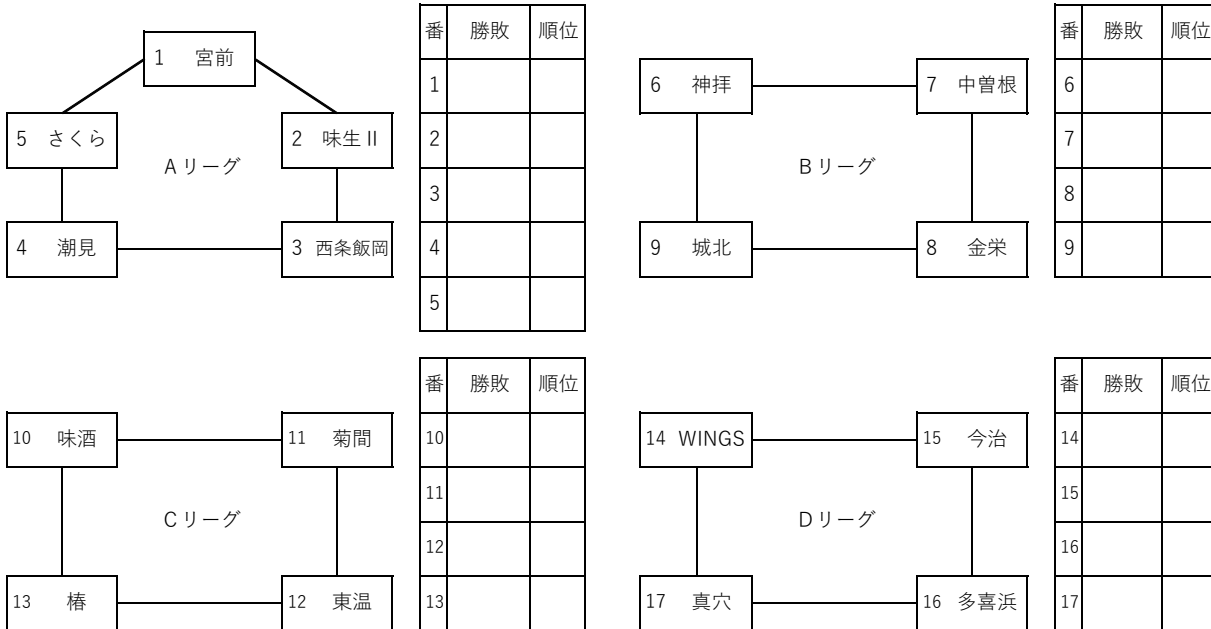 番 勝敗 順位
1 宮前
1
5 さくら
2 味生Ⅱ
2
Aリーグ
3
4 潮見
3 西条飯岡
4
5
番 勝敗 順位
6 神拝
7 中曽根
6
7
Bリーグ
8
9 城北
8 金栄
9
番 勝敗 順位
10 味酒
11 菊間
10
11
Cリーグ
12
13 椿
12 東温
13
番 勝敗 順位
14 WINGS
15 今治
14
15
Dリーグ
16
17 真穴
16 多喜浜
17